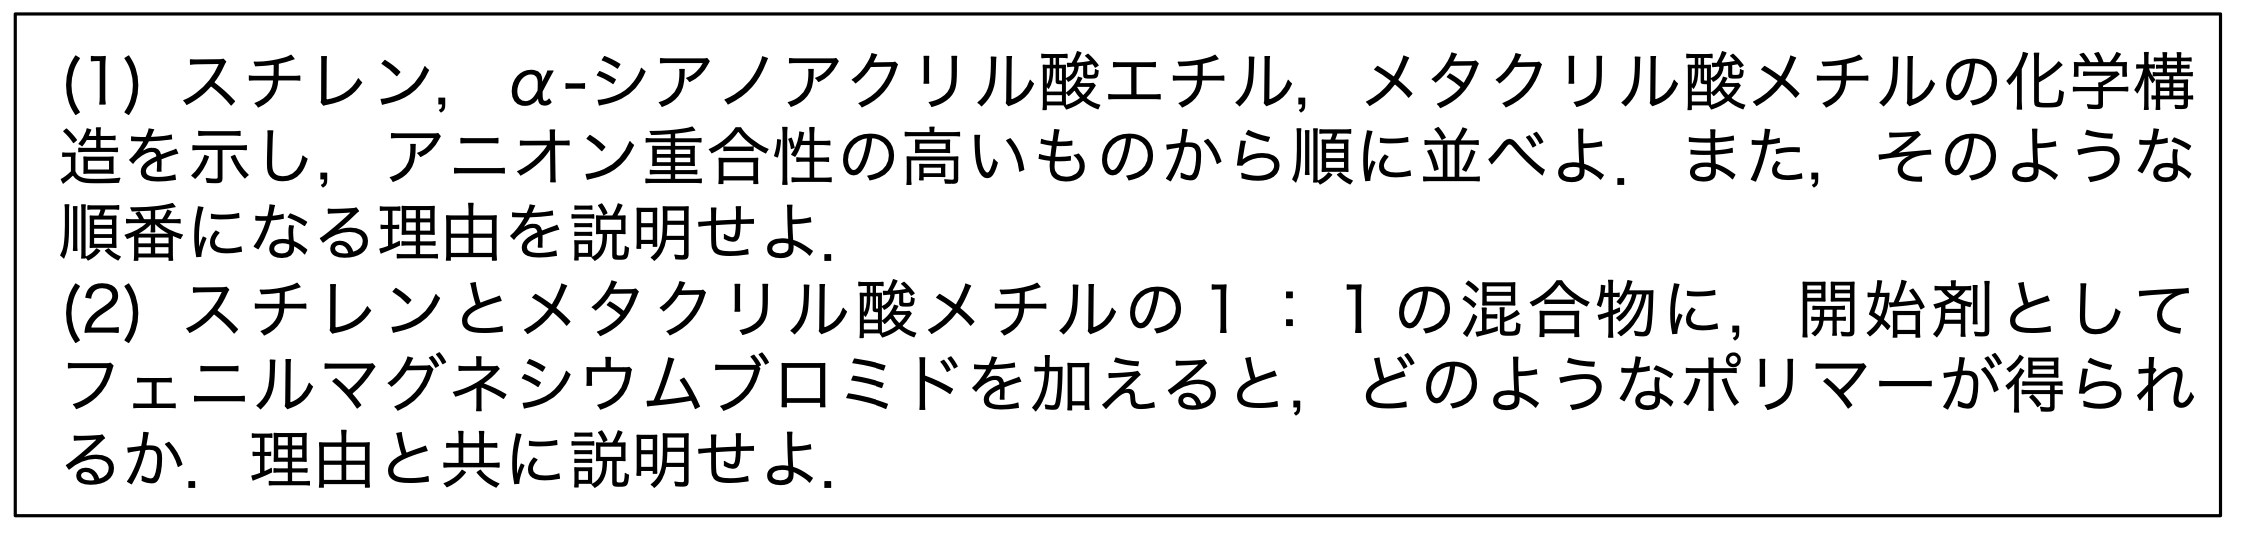 (1) スチレン，α-シアノアクリル酸エチル，メタクリル酸メチルの化学構
造を示し，アニオン重合性の高いものから順に並べよ．また，そのような
順番になる理由を説明せよ．
(2) スチレンとメタクリル酸メチルの１：１の混合物に，開始剤として
フェニルマグネシウムブロミドを加えると，どのようなポリマーが得られ
るか．理由と共に説明せよ．